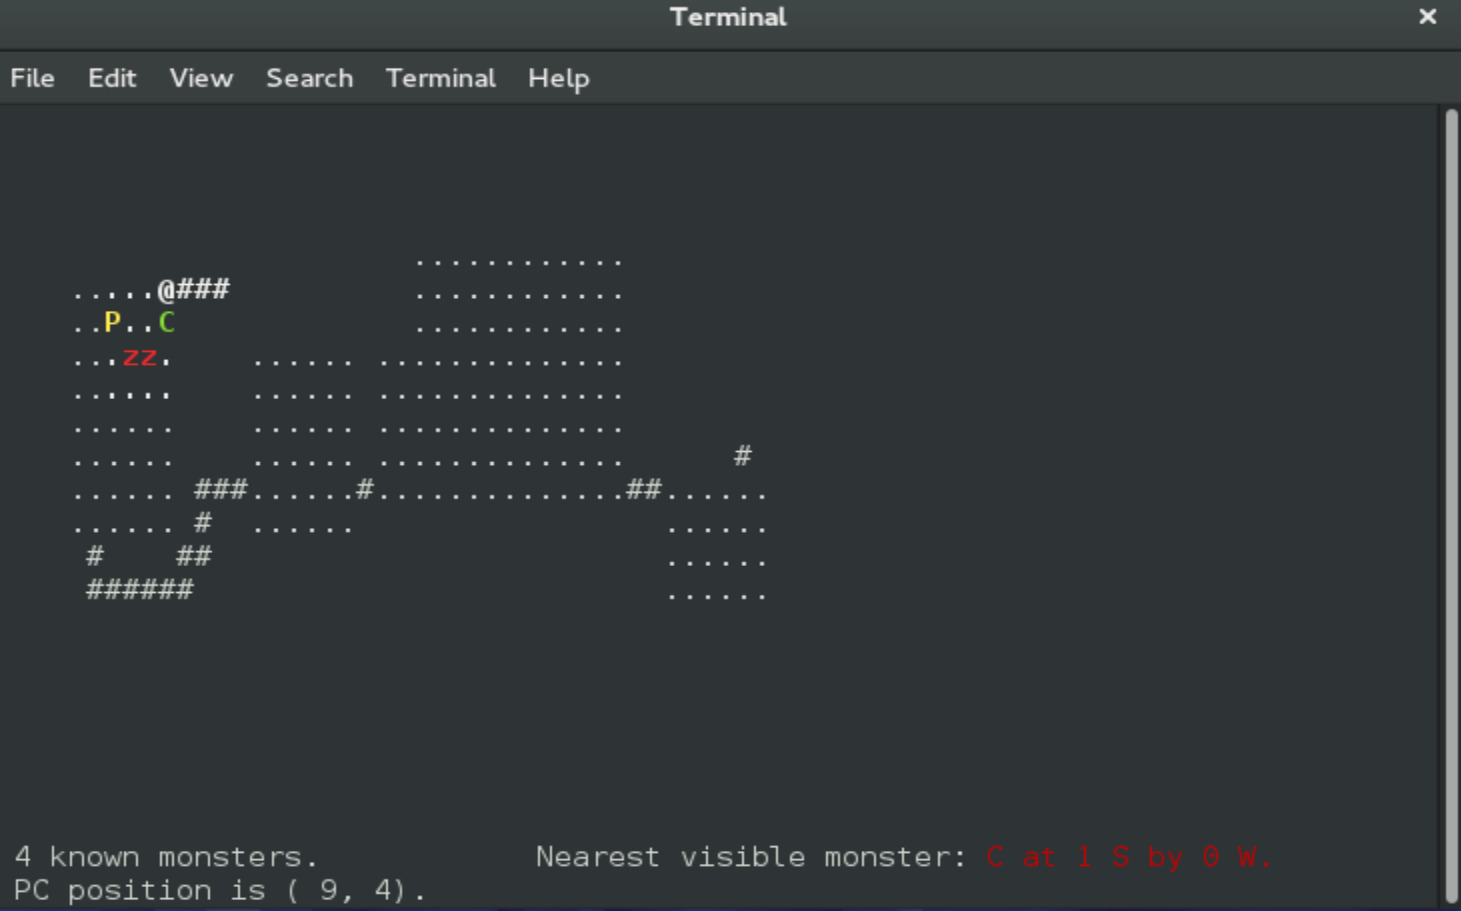 Terminal ×
File Edit View Search Terminal Help
                       ............
    .....@###          ............
    ..P..C             ............
    ...zz.    ...... ..............
    ......    ...... ..............
    ......    ...... ..............
    ......    ...... ..............      #
    ...... ###......#..............##......
    ...... #  ......                 ......
     #    ##                         ......
     ######                          ......
4 known monsters. Nearest visible monster: C at 1 S by 0 W.
PC position is ( 9, 4).